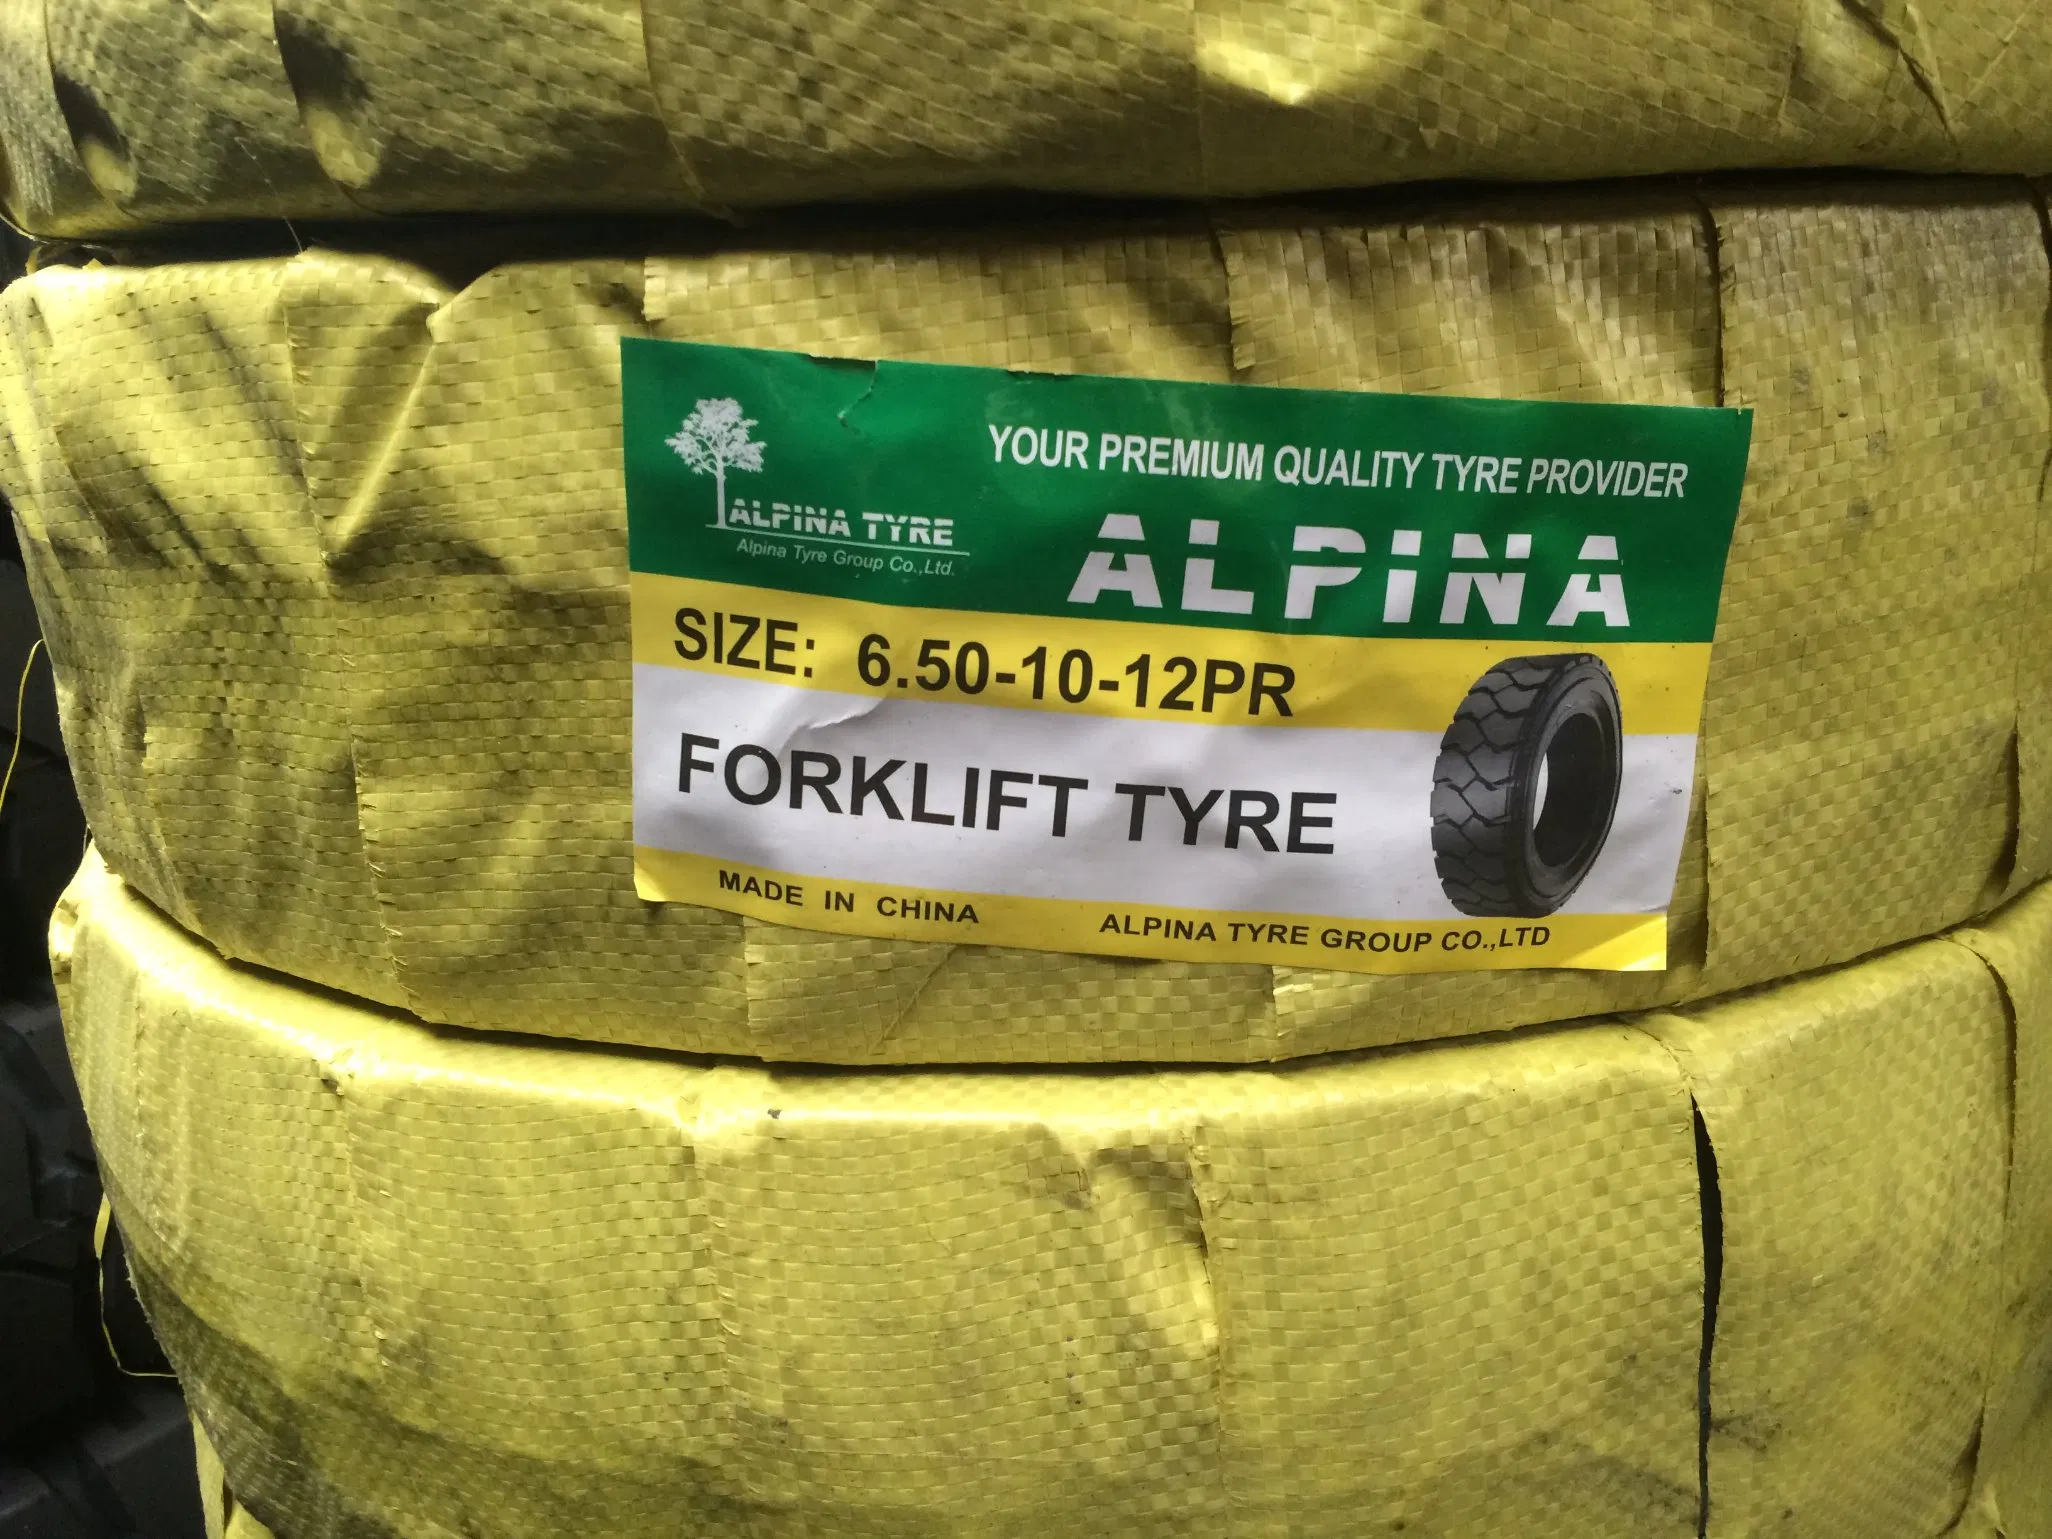 YOUR PREMIUM QUALITY TYRE PROVIDER
ALPINA TYRE
Alpina Tyre Group Co.,Ltd.
ALPINA
SIZE: 6.50-10-12PR
FORKLIFT TYRE
MADE IN CHINA
ALPINA TYRE GROUP CO.,LTD